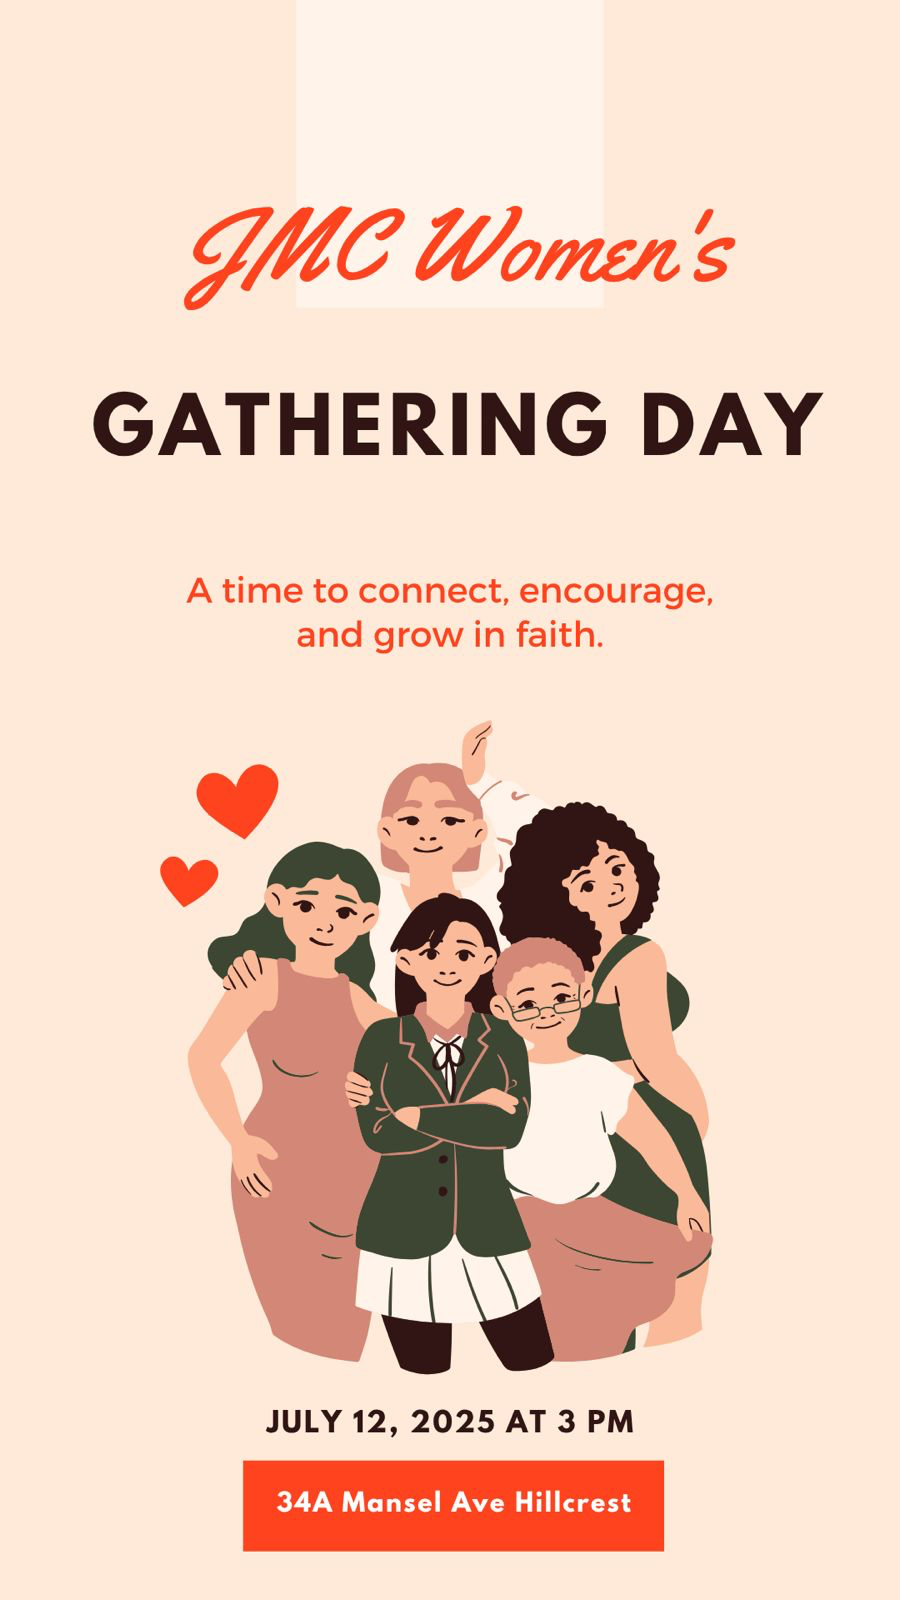 JMC Women's
GATHERING DAY
A time to connect, encourage,
and grow in faith.
JULY 12, 2025 AT 3 PM
34A Mansel Ave Hillcrest